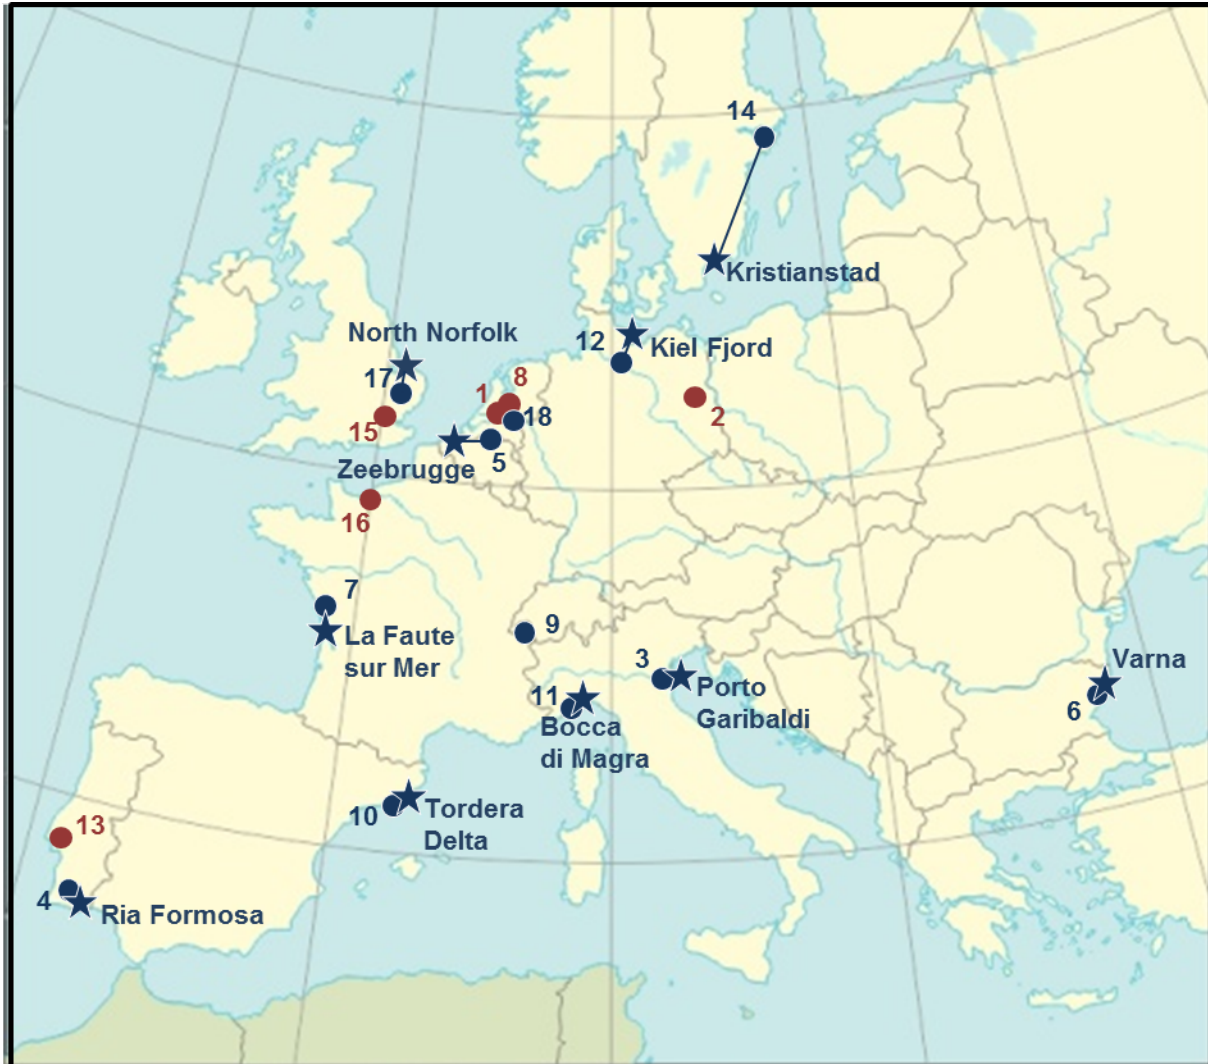 14
Kristianstad
North Norfolk
12
Kiel Fjord
17
1
8
2
15
18
Zeebrugge
5
16
7
La Faute
sur Mer
9
3
Varna
Porto
Garibaldi
11
6
Bocca
di Magra
10
Tordera
Delta
13
4
Ria Formosa